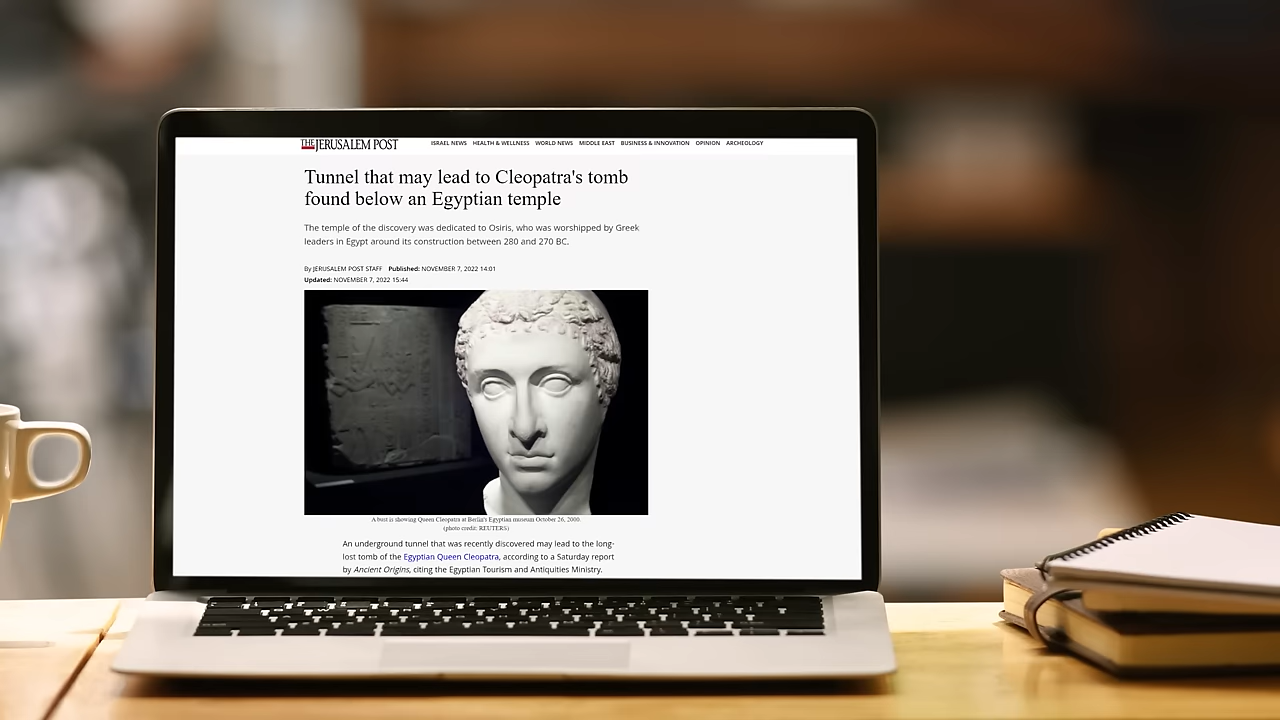 THE JERUSALEM POST
ISRAEL NEWS HEALTH & WELLNESS WORLD NEWS MIDDLE EAST BUSINESS & INNOVATION OPINION ARCHEOLOGY
Tunnel that may lead to Cleopatra's tomb
found below an Egyptian temple
The temple of the discovery was dedicated to Osiris, who was worshipped by Greek
leaders in Egypt around its construction between 280 and 270 BC.
By JERUSALEM POST STAFF Published: NOVEMBER 7, 2022 14:01
Updated: NOVEMBER 7, 2022 15:44
A bust is showing Queen Cleopatra at Berlin's Egyptian museum October 26, 2000.
(photo credit: REUTERS)
An underground tunnel that was recently discovered may lead to the long-
lost tomb of the Egyptian Queen Cleopatra, according to a Saturday report
by Ancient Origins, citing the Egyptian Tourism and Antiquities Ministry.